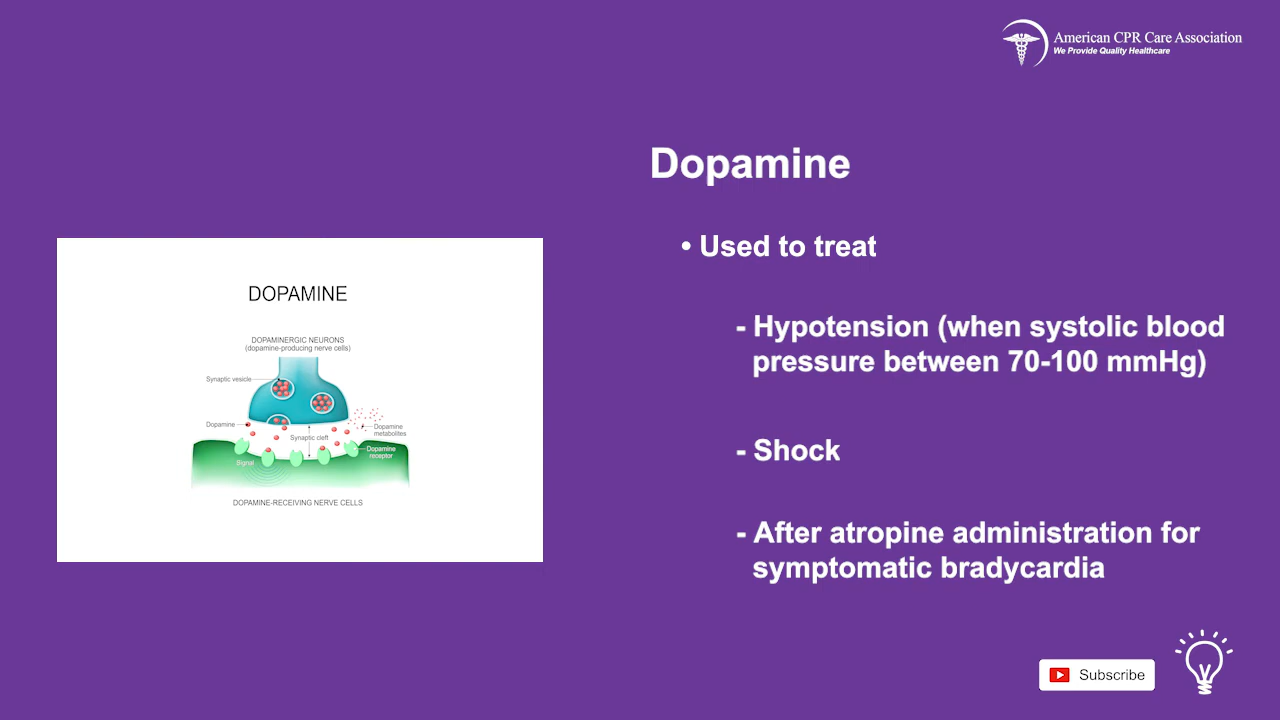 American CPR Care Association
We Provide Quality Healthcare
Dopamine
• Used to treat
- Hypotension (when systolic blood
pressure between 70-100 mmHg)
- Shock
- After atropine administration for
symptomatic bradycardia
DOPAMINE
DOPAMINERGIC NEURONS
(dopamine-producing nerve cells)
Synaptic vesicle
Dopamine
Synaptic cleft
Dopamine
metabolites
Dopamine
receptor
Signal
DOPAMINE-RECEIVING NERVE CELLS
Subscribe